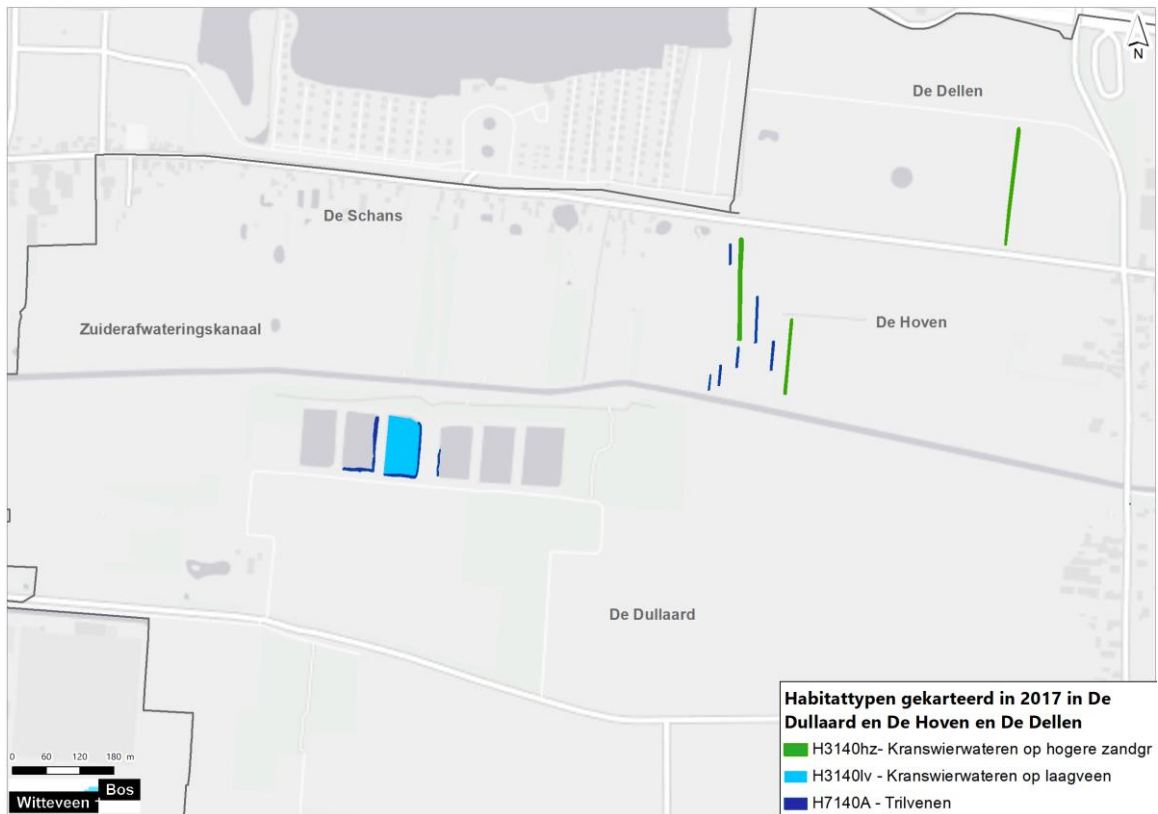 N
De Dellen
De Schans
Zuiderafwateringskanaal
De Hoven
De Dullaard
Habitattypen gekarteerd in 2017 in De
Dullaard en De Hoven en De Dellen
H3140hz- Kranswierwateren op hogere zandgr
H3140lv - Kranswierwateren op laagveen
H7140A - Trilvenen
0 60 120 180 m
Witteveen + Bos